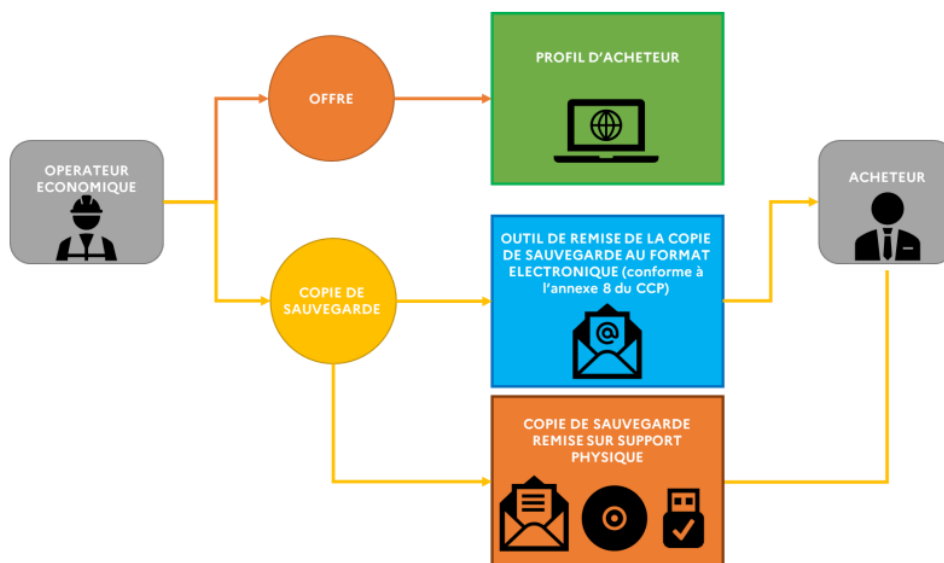 OPERATEUR
ECONOMIQUE
OFFRE
PROFIL D'ACHETEUR
COPIE DE
SAUVEGARDE
OUTIL DE REMISE DE LA COPIE
DE SAUVEGARDE AU FORMAT
ELECTRONIQUE (conforme à
l'annexe 8 du CCP)
@
COPIE DE SAUVEGARDE
REMISE SUR SUPPORT
PHYSIQUE
ACHETEUR